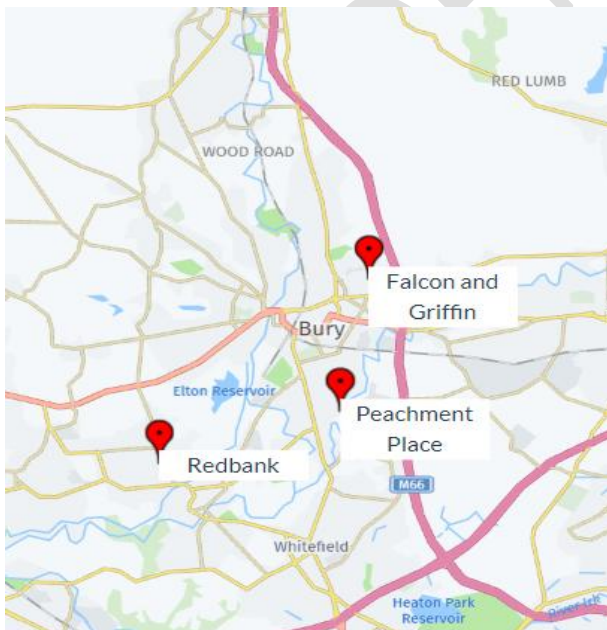 RED LUMB
WOOD ROAD
Falcon and
Griffin
Bury
Elton Reservoir
Peachment
Place
Redbank
M66
Whitefield
Heaton Park
Reservoir